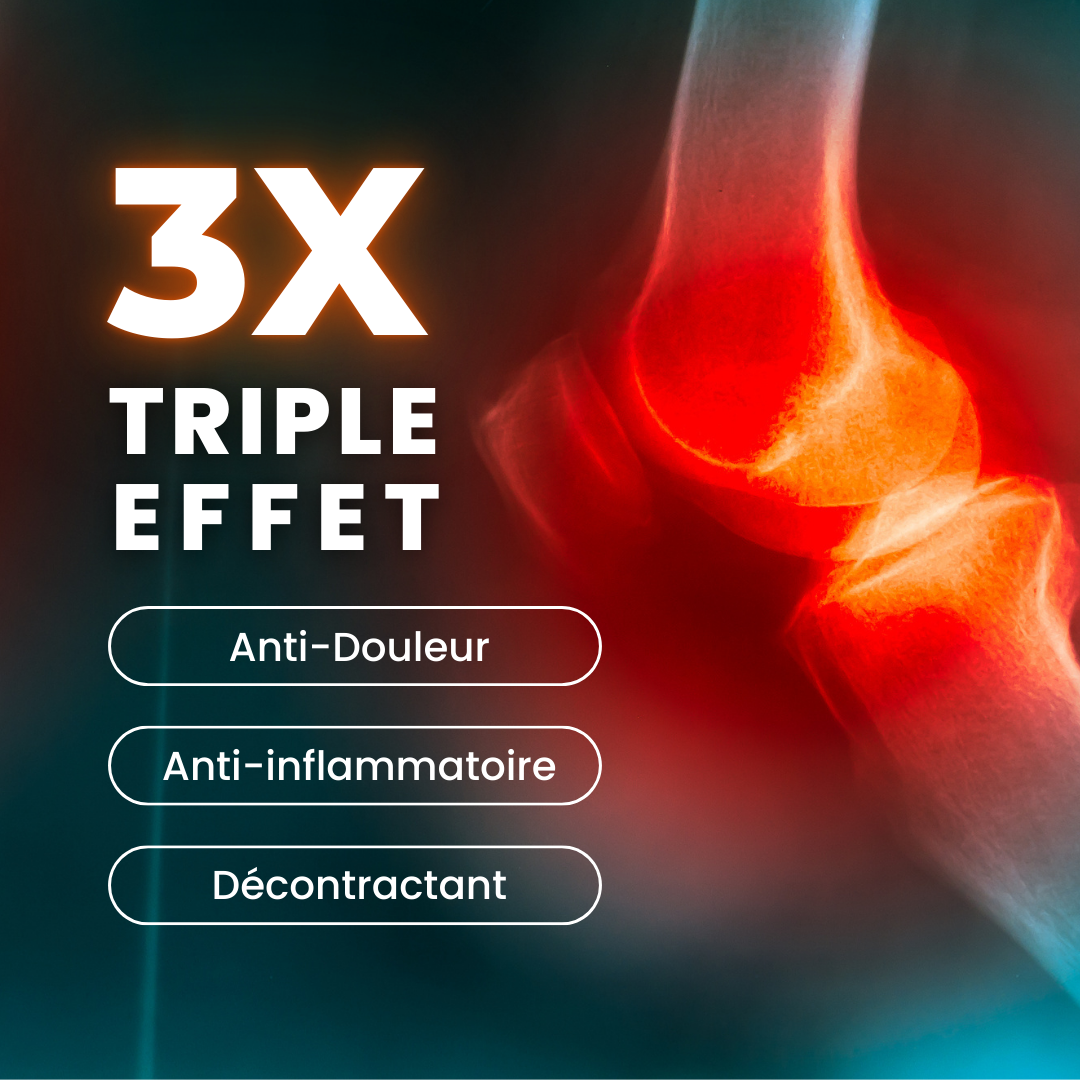 3X
TRIPLE
EFFET
Anti-Douleur
Anti-inflammatoire
Décontractant